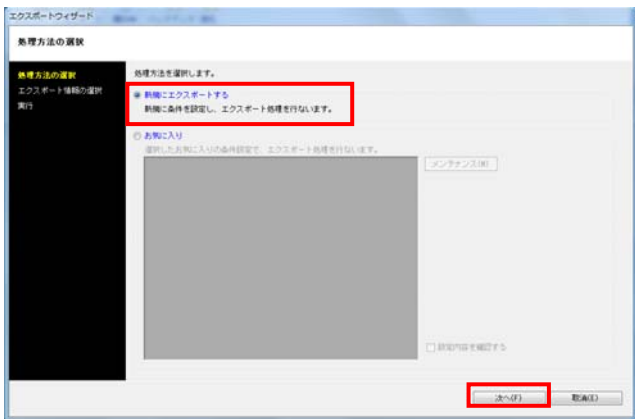 エクスポートウィザード
処理方法の選択
処理方法の選択
エクスポート情報の選択
実行
処理方法を選択します。
新規にエクスポートする
新規に条件を設定し、エクスポート処理を行ないます。
お気に入り
選択したお気に入りの条件設定で、エクスポート処理を行ないます。
メンテナンス(M)
設定内容を確認する
次へ(F)
取消(C)